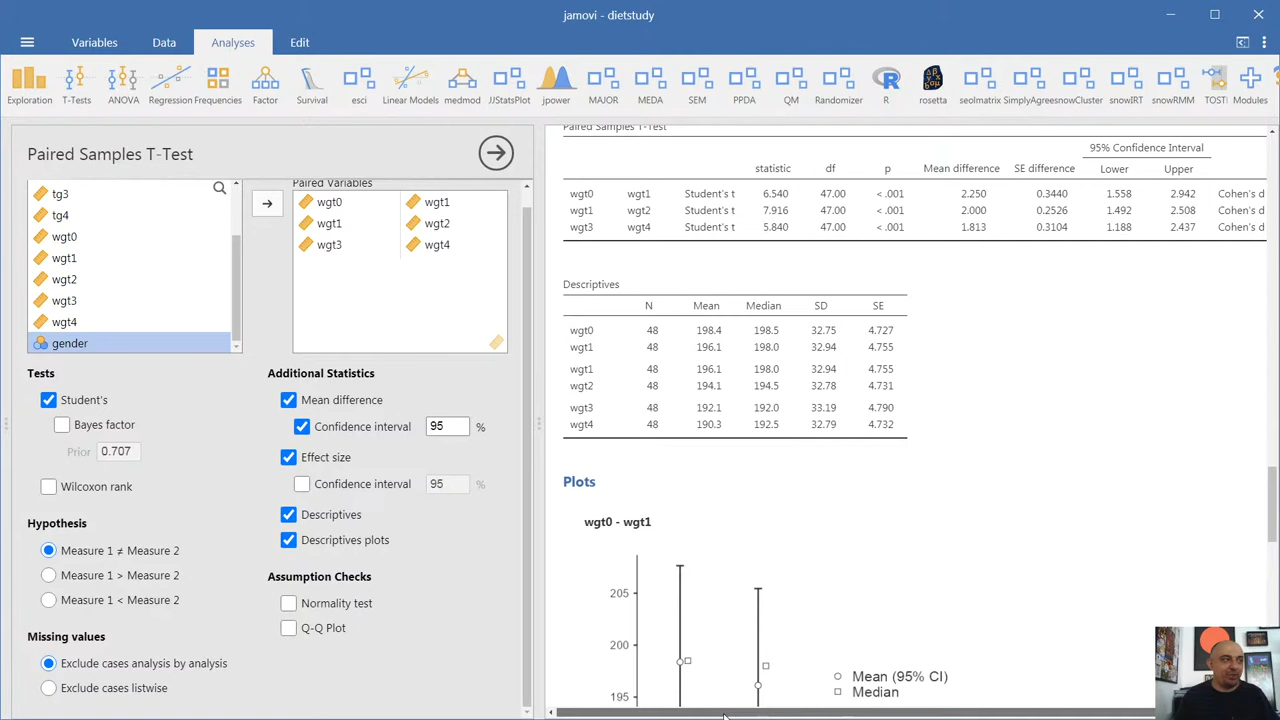 jamovi - dietstudy
Variables Data Analyses Edit
Exploration T-Tests ANOVA Regression Frequencies Factor Survival esci Linear Models medmod JJStatsPlot jpower MAJOR MEDA SEM PPDA QM Randomizer R rosetta seolmatrix SimplyAgree snowCluster snowIRT snowRMM TOSTER Modules
Paired Samples T-Test
tg3
tg4
wgt0
wgt1
wgt2
wgt3
wgt4
gender
Paired Variables
wgt0 wgt1
wgt1 wgt2
wgt3 wgt4
Tests
Student's
Bayes factor
Prior 0.707
Wilcoxon rank
Hypothesis
Measure 1 ≠ Measure 2
Measure 1 > Measure 2
Measure 1 < Measure 2
Missing values
Exclude cases analysis by analysis
Exclude cases listwise
Additional Statistics
Mean difference
Confidence interval 95 %
Effect size
Confidence interval 95 %
Descriptives
Descriptives plots
Assumption Checks
Normality test
Q-Q Plot
Paired Samples T-Test
95% Confidence Interval
statistic df p Mean difference SE difference Lower Upper
wgt0 wgt1 Student's t 6.540 47.00 < .001 2.250 0.3440 1.558 2.942 Cohen's d
wgt1 wgt2 Student's t 7.916 47.00 < .001 2.000 0.2526 1.492 2.508 Cohen's d
wgt3 wgt4 Student's t 5.840 47.00 < .001 1.813 0.3104 1.188 2.437 Cohen's d
Descriptives
N Mean Median SD SE
wgt0 48 198.4 198.5 32.75 4.727
wgt1 48 196.1 198.0 32.94 4.755
wgt1 48 196.1 198.0 32.94 4.755
wgt2 48 194.1 194.5 32.78 4.731
wgt3 48 192.1 192.0 33.19 4.790
wgt4 48 190.3 192.5 32.79 4.732
Plots
wgt0 - wgt1
205
200
195
Mean (95% CI)
Median